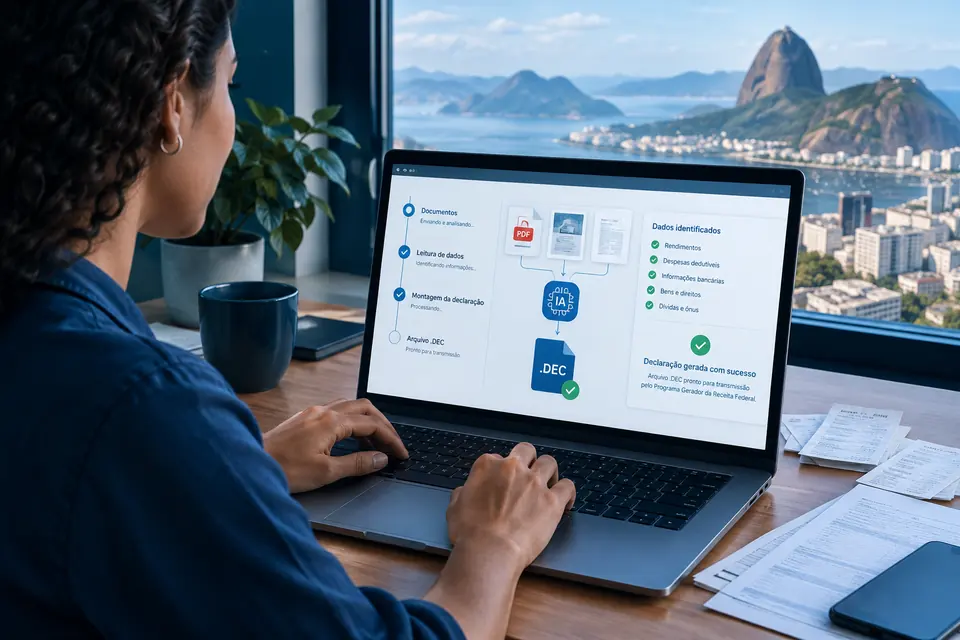 Documentos
Enviando e analisando...
Leitura de dados
Identificando informações...
Montagem da declaração
Processando...
Arquivo .DEC
Pronto para transmissão
PDF
IA
.DEC
Dados identificados
Rendimentos
Despesas dedutíveis
Informações bancárias
Bens e direitos
Dívidas e ônus
Declaração gerada com sucesso
Arquivo .DEC pronto para transmissão
pelo Programa Gerador da Receita Federal.